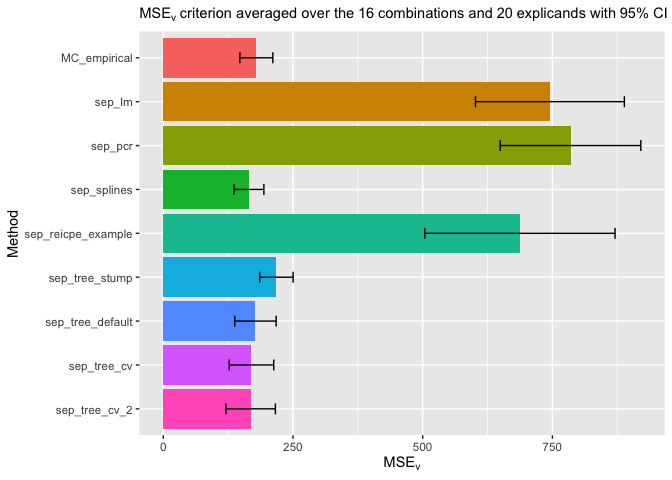 MSEv criterion averaged over the 16 combinations and 20 explicands with 95% CI
Method
MC_empirical
sep_lm
sep_pcr
sep_splines
sep_reicpe_example
sep_tree_stump
sep_tree_default
sep_tree_cv
sep_tree_cv_2
0 250 500 750
MSEv